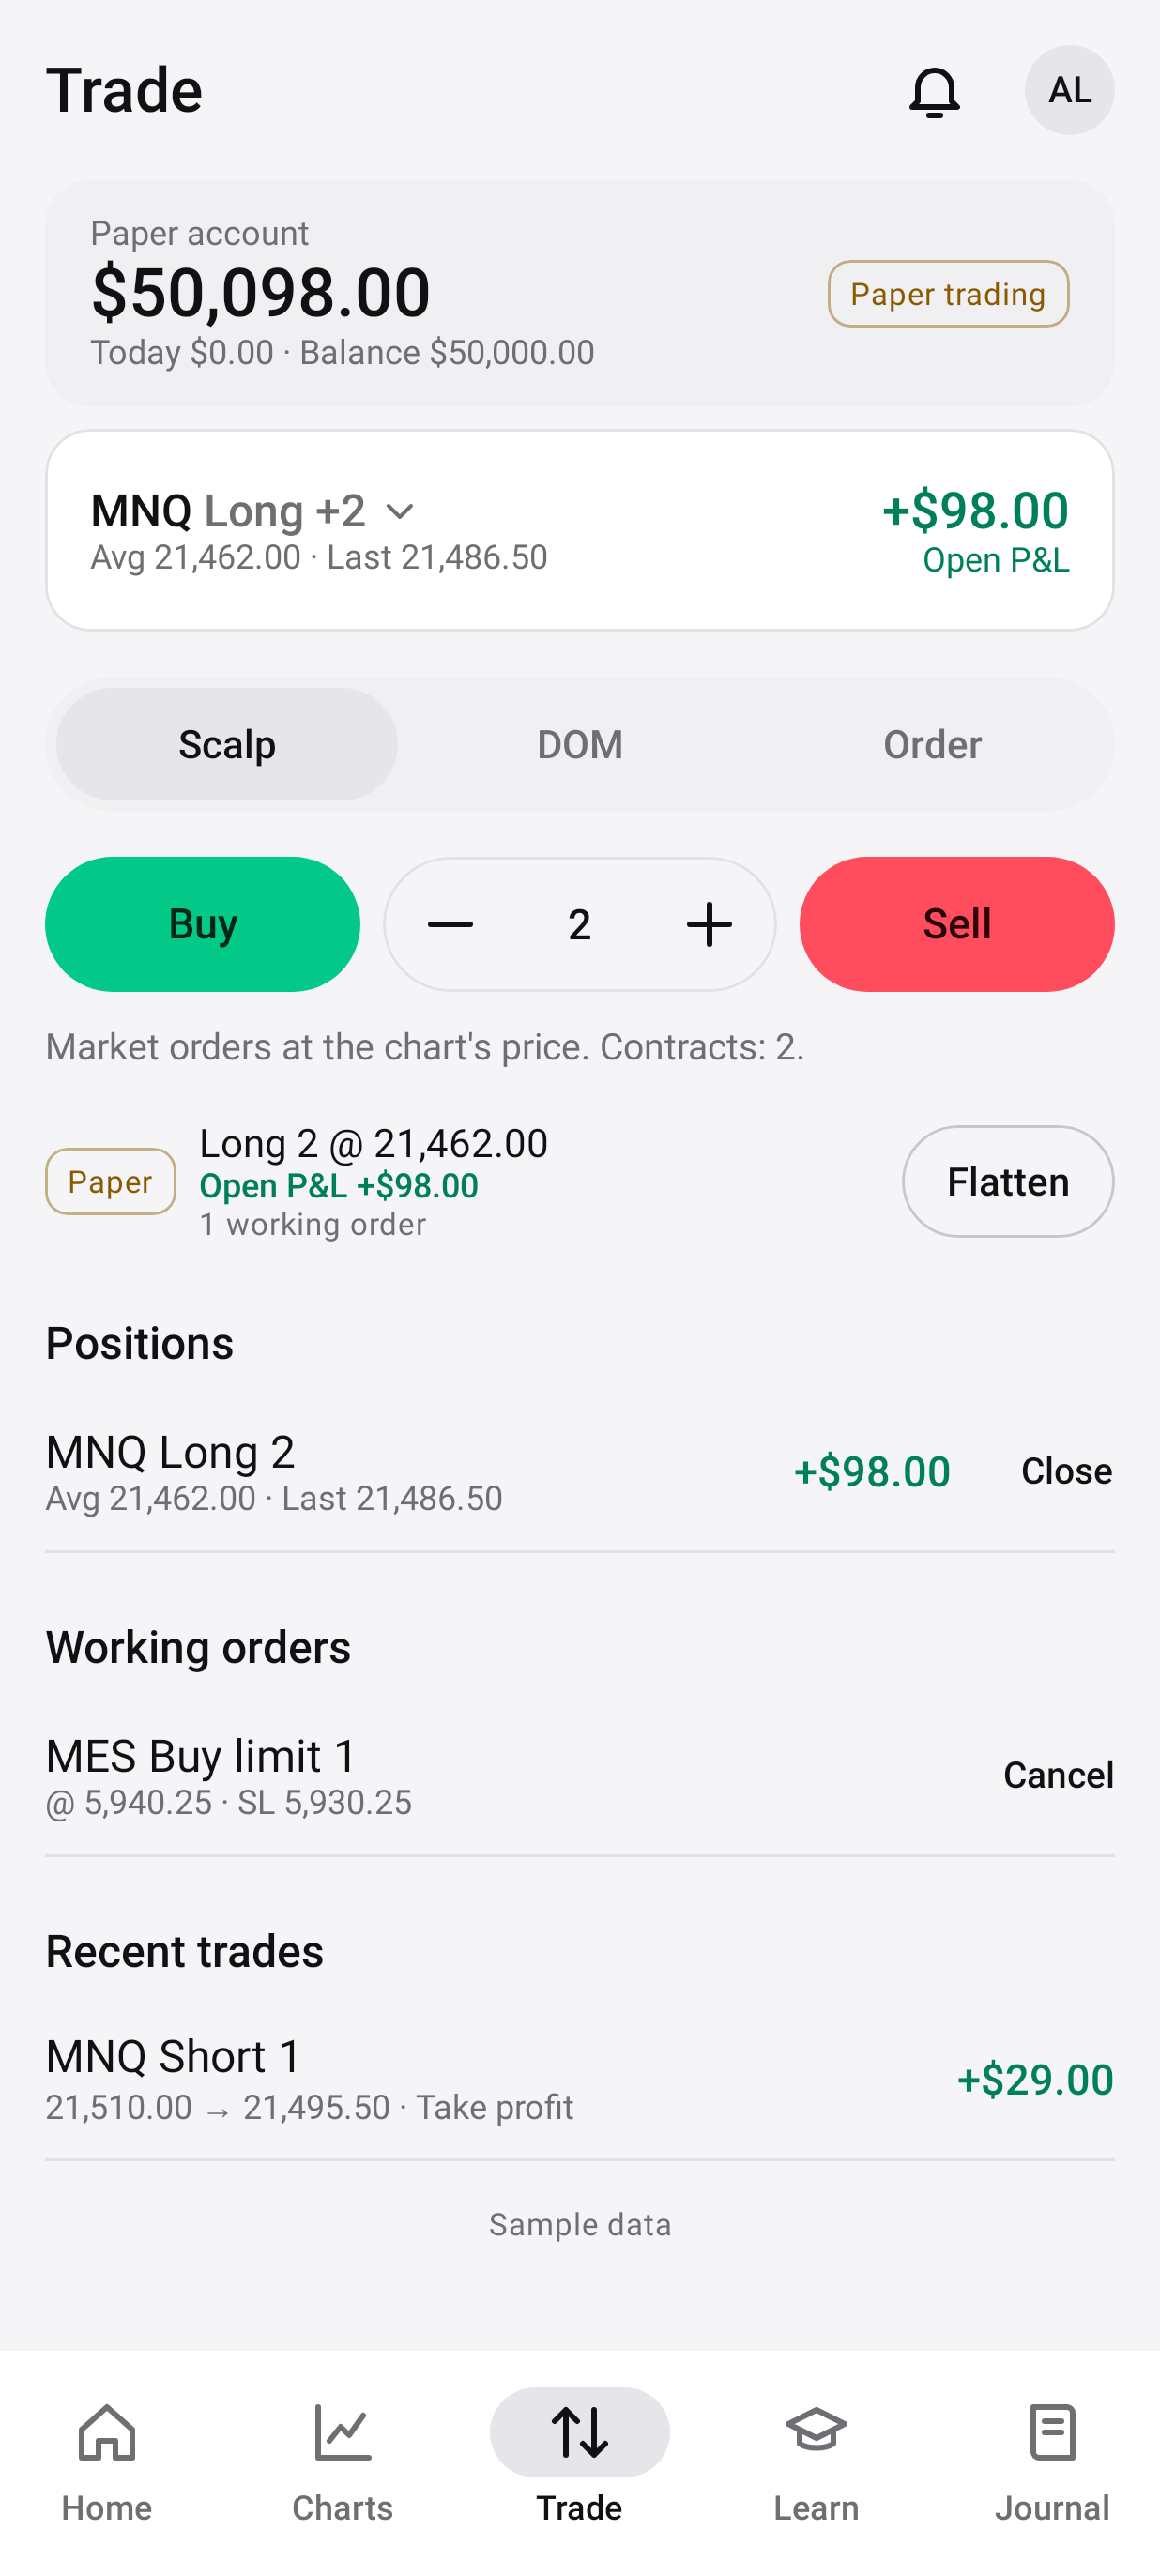 Trade
AL
Paper account
$50,098.00
Paper trading
Today $0.00 · Balance $50,000.00
MNQ Long +2
+$98.00
Avg 21,462.00 · Last 21,486.50
Open P&L
Scalp
DOM
Order
Buy
2
Sell
Market orders at the chart's price. Contracts: 2.
Paper
Long 2 @ 21,462.00
Open P&L +$98.00
1 working order
Flatten
Positions
MNQ Long 2
Avg 21,462.00 · Last 21,486.50
+$98.00
Close
Working orders
MES Buy limit 1
@ 5,940.25 · SL 5,930.25
Cancel
Recent trades
MNQ Short 1
21,510.00 → 21,495.50 · Take profit
+$29.00
Sample data
Home
Charts
Trade
Learn
Journal